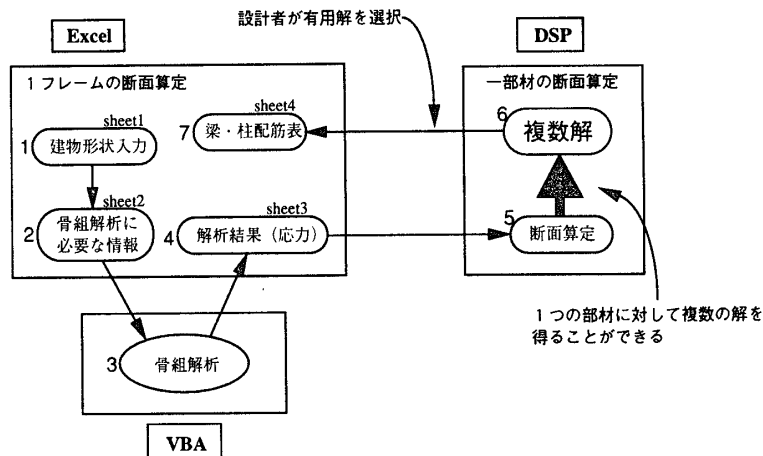 設計者が有用解を選択
Excel
DSP
1フレームの断面算定
一部材の断面算定
sheet1
1 建物形状入力
sheet4
7 梁・柱配筋表
6 複数解
sheet2
2 骨組解析に
必要な情報
sheet3
4 解析結果(応力)
5 断面算定
1つの部材に対して複数の解を
得ることができる
3 骨組解析
VBA